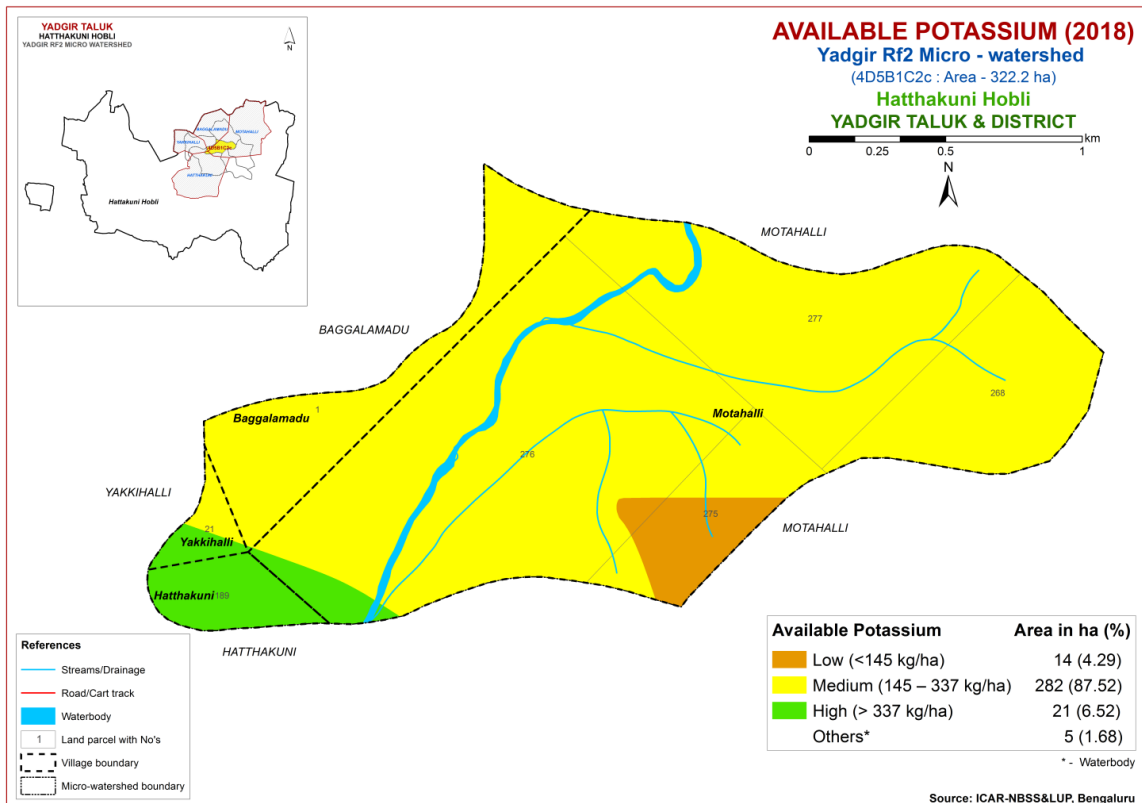 YADGIR TALUK
HATTHAKUNI HOBLI
YADGIR RF2 MICRO WATERSHED
N
BAGGALAMADU
MOTAHALLI
YAKKIHALLI
4D5B1C2c
HATTHAKUNI
Hattakuni Hobli
AVAILABLE POTASSIUM (2018)
Yadgir Rf2 Micro - watershed
(4D5B1C2c : Area - 322.2 ha)
Hatthakuni Hobli
YADGIR TALUK & DISTRICT
km
0 0.25 0.5 1
N
MOTAHALLI
BAGGALAMADU
277
268
1
Baggalamadu
Motahalli
276
YAKKIHALLI
275
MOTAHALLI
21
Yakkihalli
Hatthakuni 189
HATTHAKUNI
References
Streams/Drainage
Road/Cart track
Waterbody
1 Land parcel with No's
Village boundary
Micro-watershed boundary
Available Potassium Area in ha (%)
Low (<145 kg/ha) 14 (4.29)
Medium (145 – 337 kg/ha) 282 (87.52)
High (> 337 kg/ha) 21 (6.52)
Others* 5 (1.68)
* - Waterbody
Source: ICAR-NBSS&LUP, Bengaluru